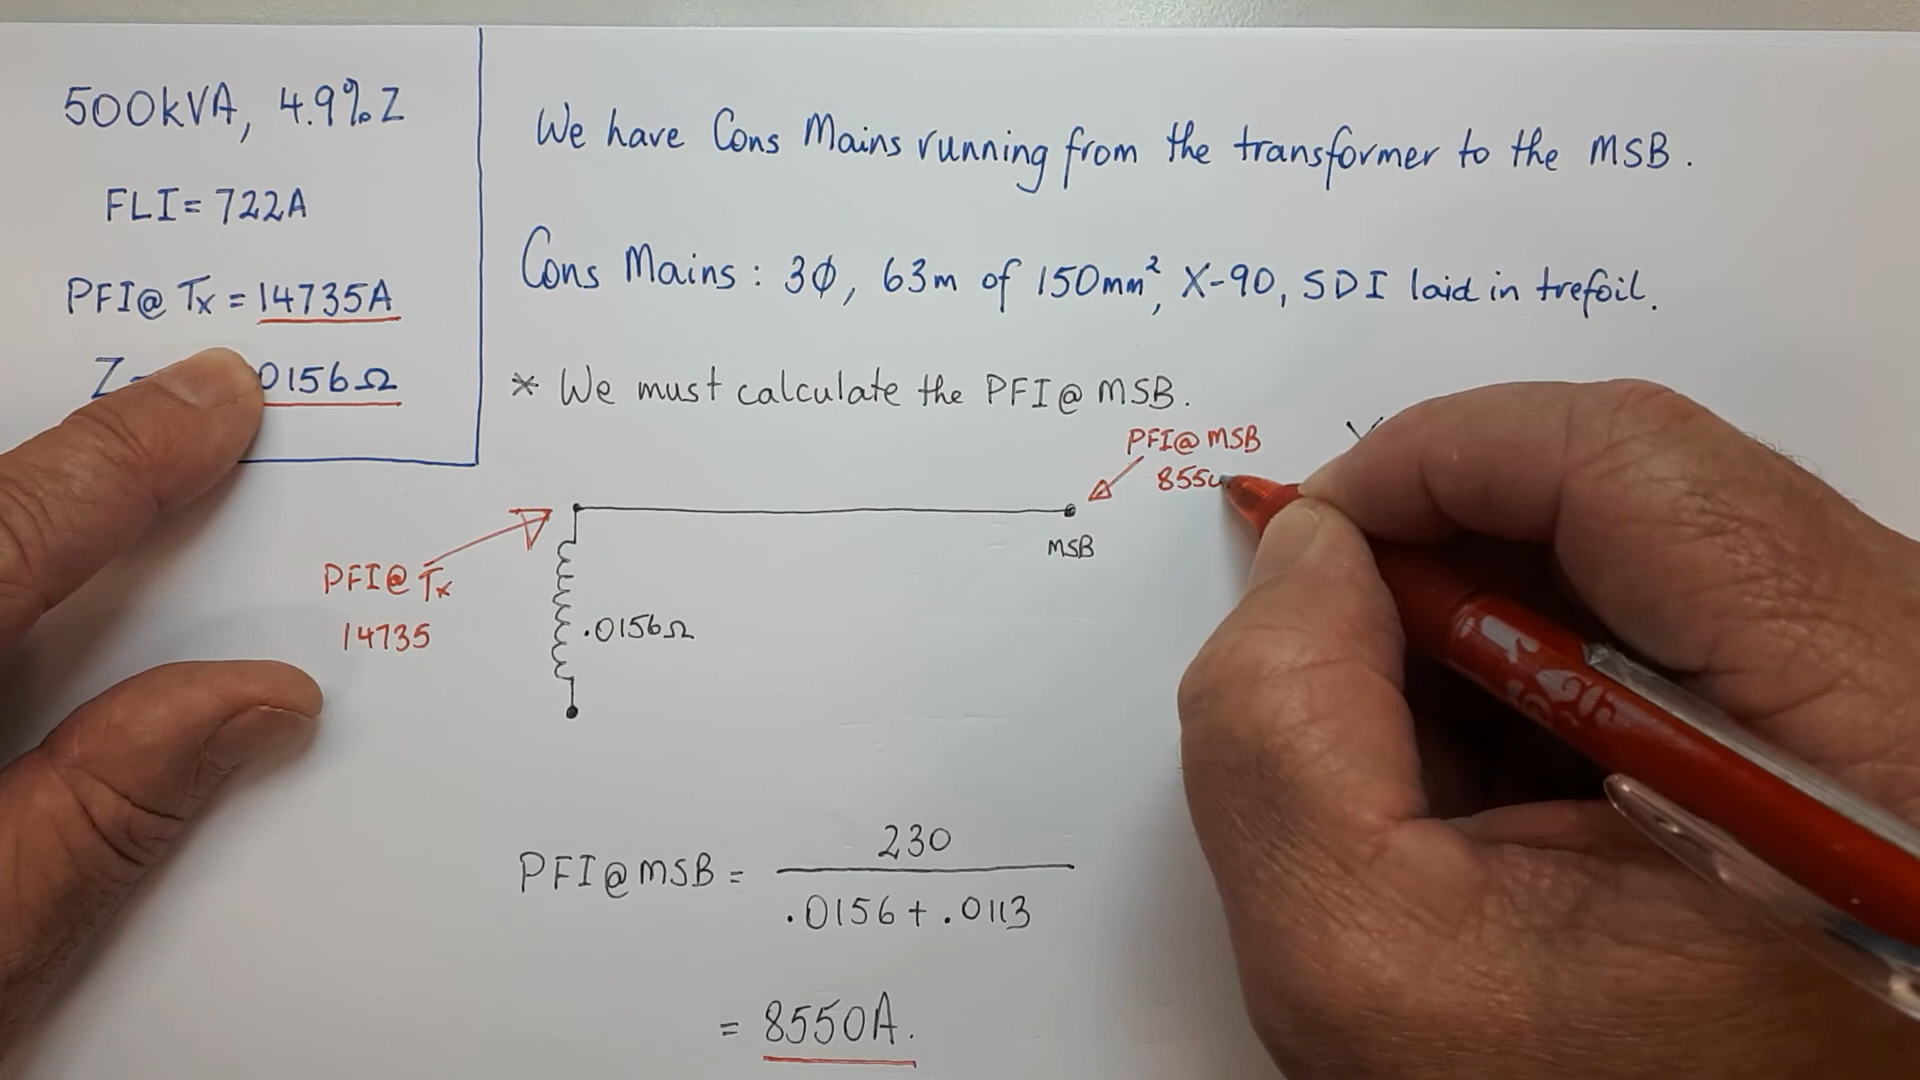 500kVA, 4.9% Z
FLI = 722A
PFI@ Tx = 14735A
Z 0156Ω
We have Cons Mains running from the transformer to the MSB.
Cons Mains: 3Ø, 63m of 150mm², X-90, SDI laid in trefoil.
* We must calculate the PFI@ MSB.
PFI@ MSB
855
MSB
PFI@ Tx
14735
.0156Ω
PFI@MSB = 230
.0156 + .0113
= 8550A.